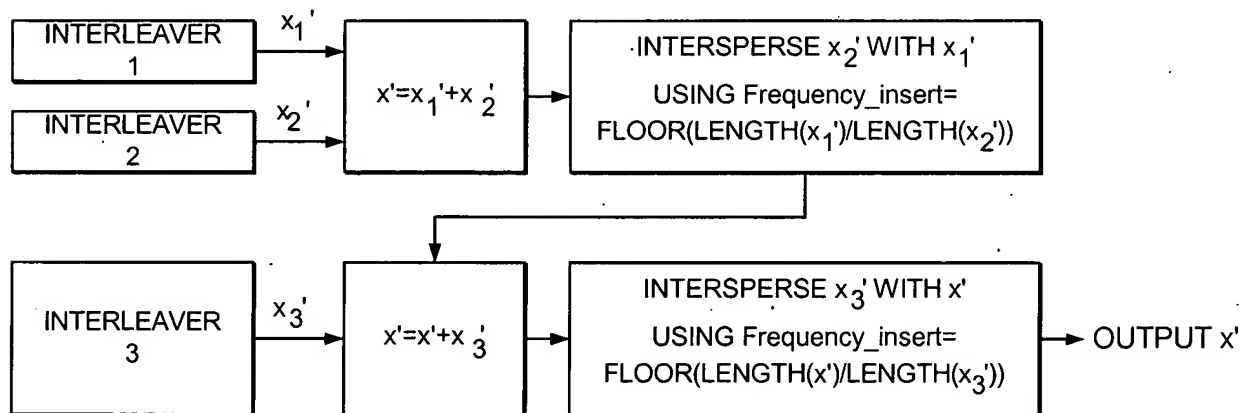 INTERLEAVER
1
x1'
INTERLEAVER
2
x2'
x'=x1'+x2'
INTERSPERSE x2' WITH x1'
USING Frequency_insert=
FLOOR(LENGTH(x1')/LENGTH(x2'))
INTERLEAVER
3
x3'
x'=x'+x3'
INTERSPERSE x3' WITH x'
USING Frequency_insert=
FLOOR(LENGTH(x')/LENGTH(x3'))
OUTPUT x'